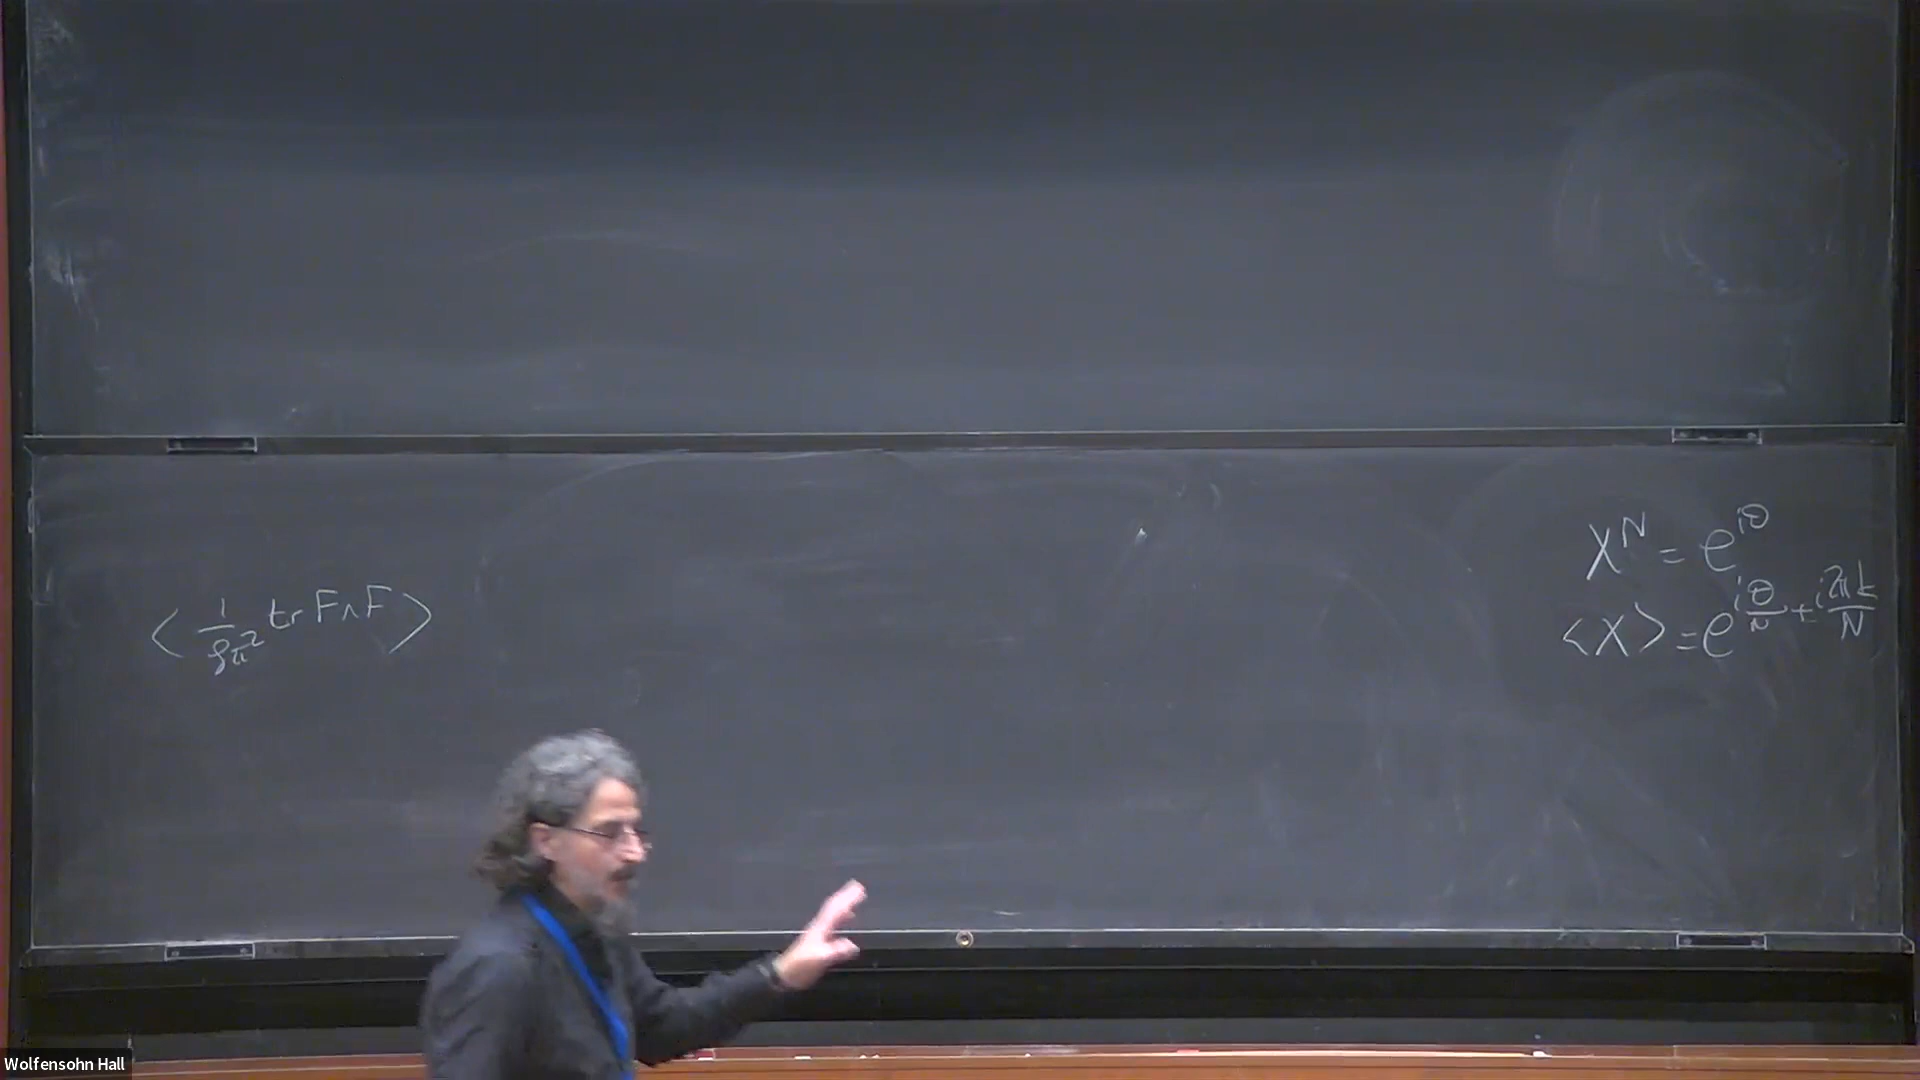 ⟨ 1/8π² tr F∧F ⟩
X^N = e^{iθ}
<X> = e^{iθ/N + i2πk/N}
Wolfensohn Hall